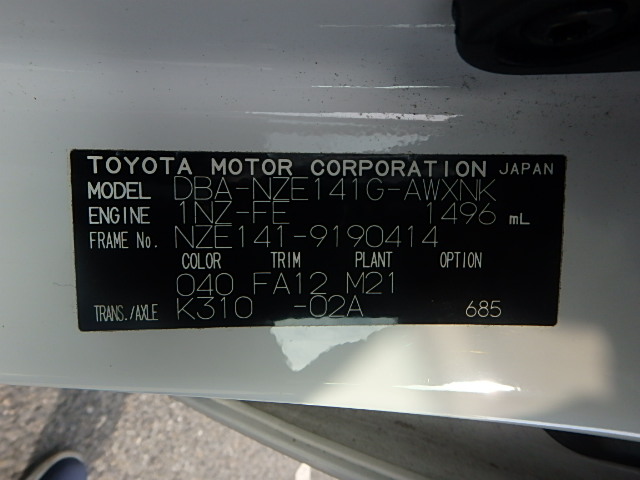 TOYOTA MOTOR CORPORATION JAPAN
MODEL DBA-NZE141G-AWXNK
ENGINE 1NZ-FE 1496 mL
FRAME No. NZE141-9190414
COLOR TRIM PLANT OPTION
040 FA12 M21
TRANS./AXLE K310 -02A 685